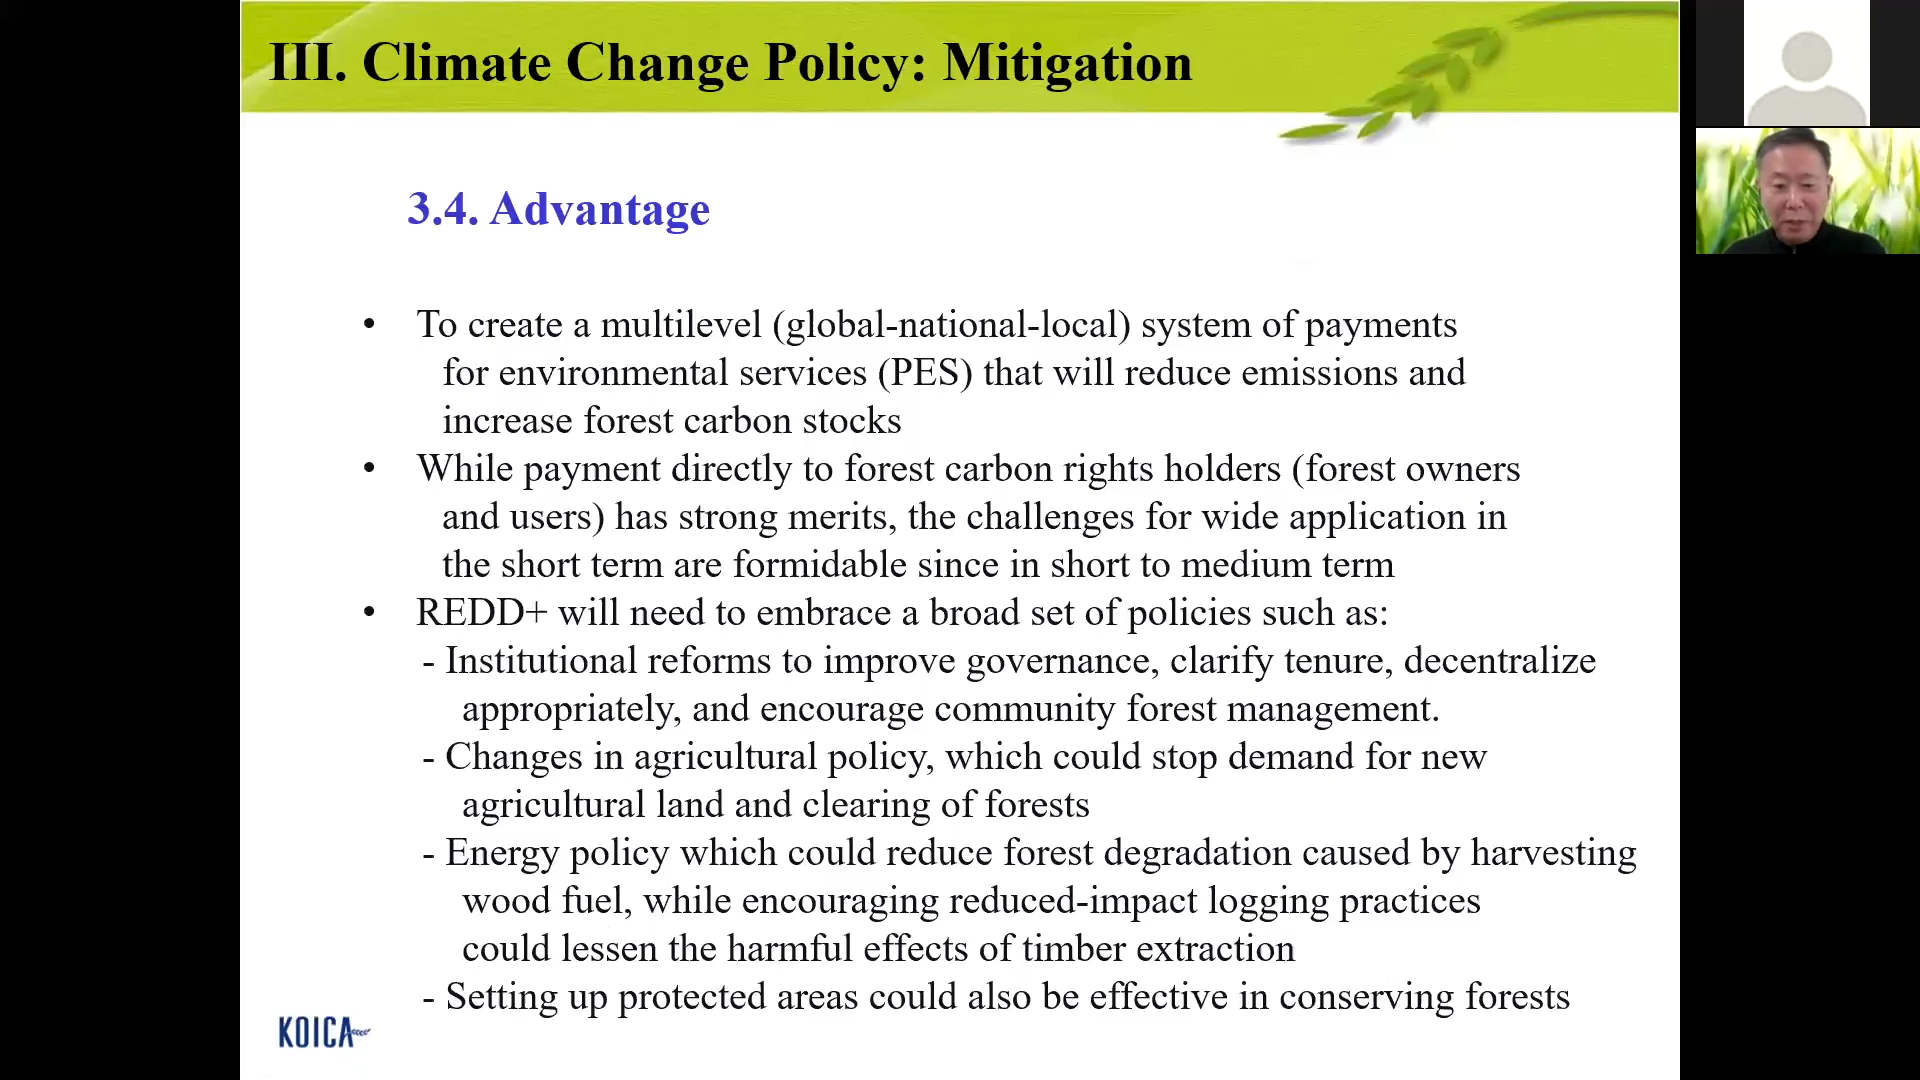 III. Climate Change Policy: Mitigation
3.4. Advantage
• To create a multilevel (global-national-local) system of payments
for environmental services (PES) that will reduce emissions and
increase forest carbon stocks
• While payment directly to forest carbon rights holders (forest owners
and users) has strong merits, the challenges for wide application in
the short term are formidable since in short to medium term
• REDD+ will need to embrace a broad set of policies such as:
- Institutional reforms to improve governance, clarify tenure, decentralize
appropriately, and encourage community forest management.
- Changes in agricultural policy, which could stop demand for new
agricultural land and clearing of forests
- Energy policy which could reduce forest degradation caused by harvesting
wood fuel, while encouraging reduced-impact logging practices
could lessen the harmful effects of timber extraction
- Setting up protected areas could also be effective in conserving forests
KOICA